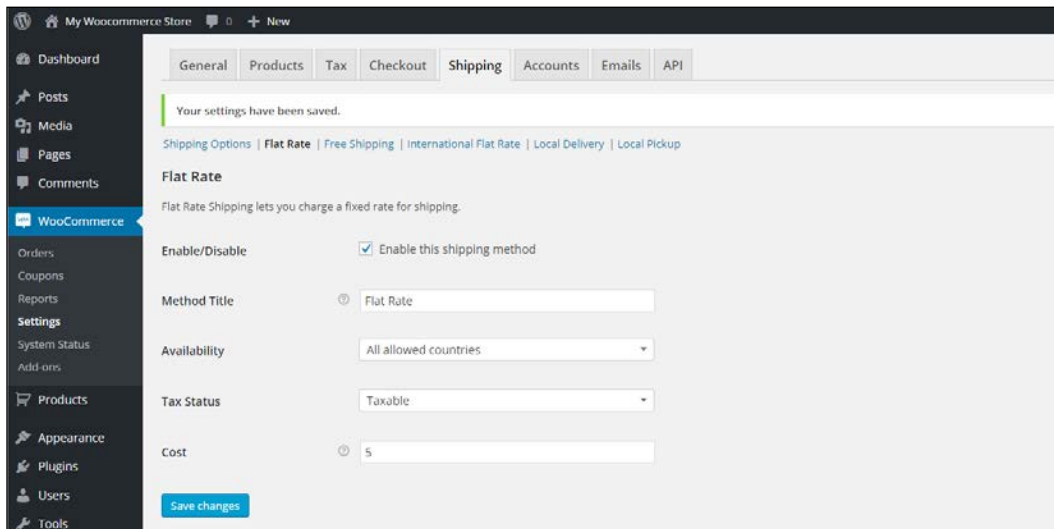 My Woocommerce Store 0 + New
Dashboard
Posts
Media
Pages
Comments
WooCommerce
Orders
Coupons
Reports
Settings
System Status
Add-ons
Products
Appearance
Plugins
Users
Tools
General Products Tax Checkout Shipping Accounts Emails API
Your settings have been saved.
Shipping Options | Flat Rate | Free Shipping | International Flat Rate | Local Delivery | Local Pickup
Flat Rate
Flat Rate Shipping lets you charge a fixed rate for shipping.
Enable/Disable Enable this shipping method
Method Title Flat Rate
Availability All allowed countries
Tax Status Taxable
Cost 5
Save changes